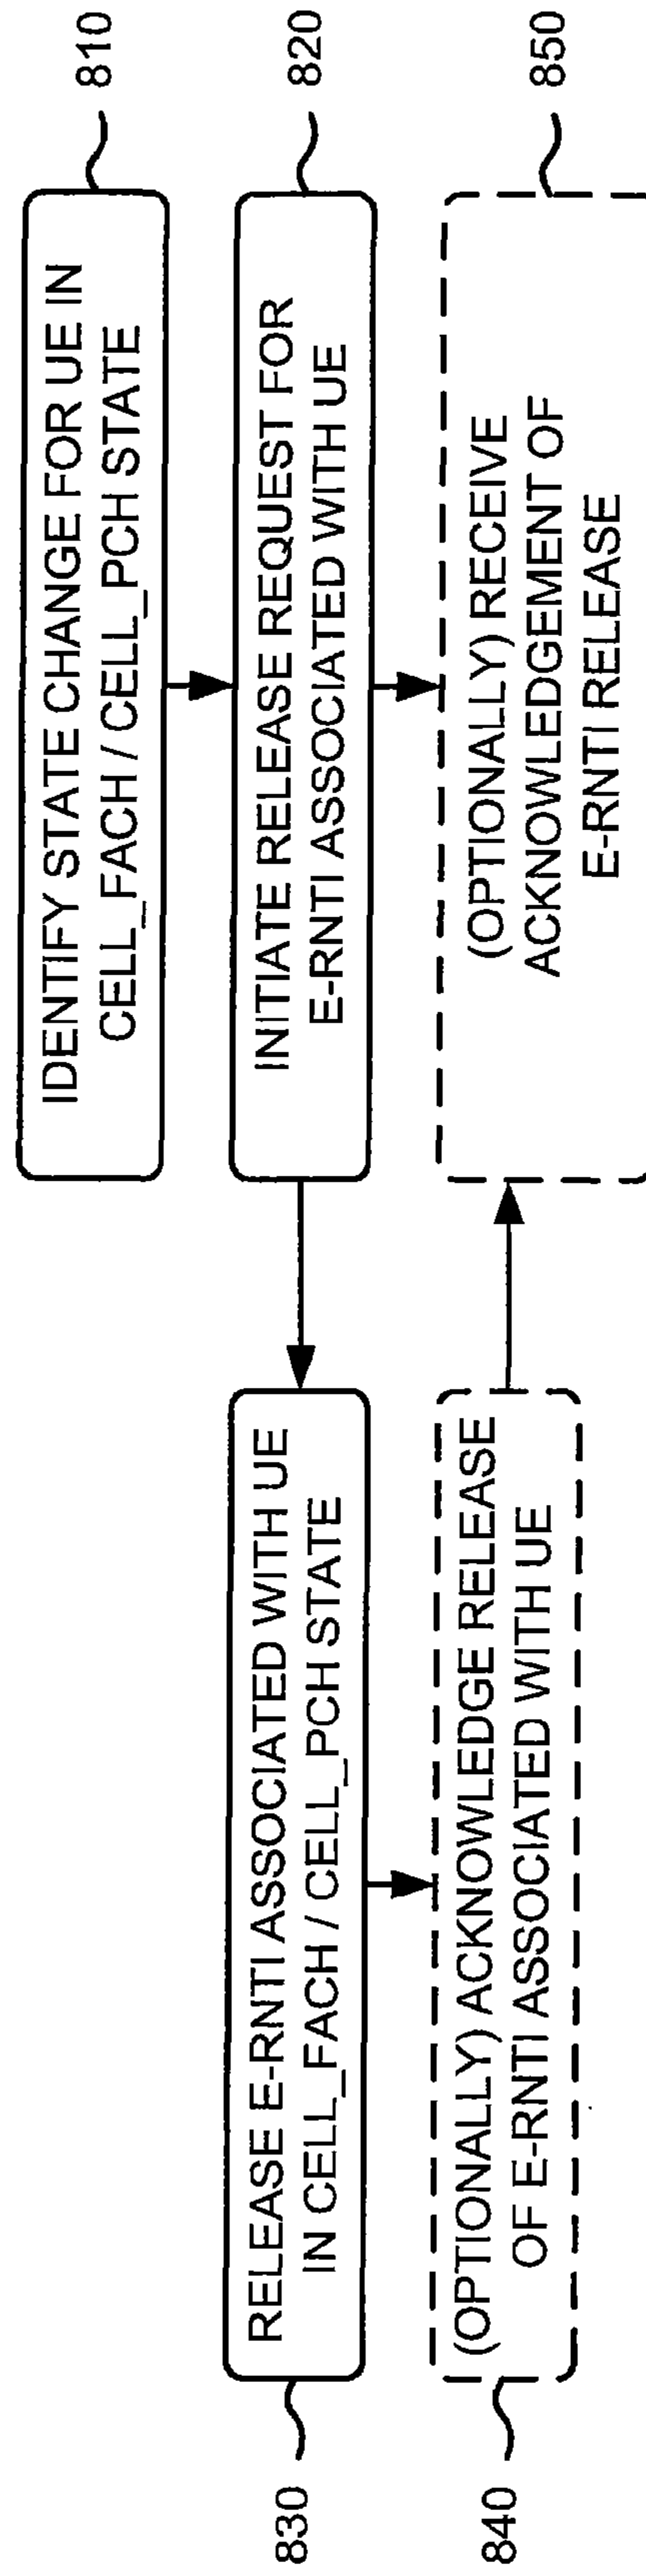 IDENTIFY STATE CHANGE FOR UE IN
CELL_FACH / CELL_PCH STATE
810
INITIATE RELEASE REQUEST FOR
E-RNTI ASSOCIATED WITH UE
820
RELEASE E-RNTI ASSOCIATED WITH UE
IN CELL_FACH / CELL_PCH STATE
830
(OPTIONALLY) ACKNOWLEDGE RELEASE
OF E-RNTI ASSOCIATED WITH UE
840
(OPTIONALLY) RECEIVE
ACKNOWLEDGEMENT OF
E-RNTI RELEASE
850